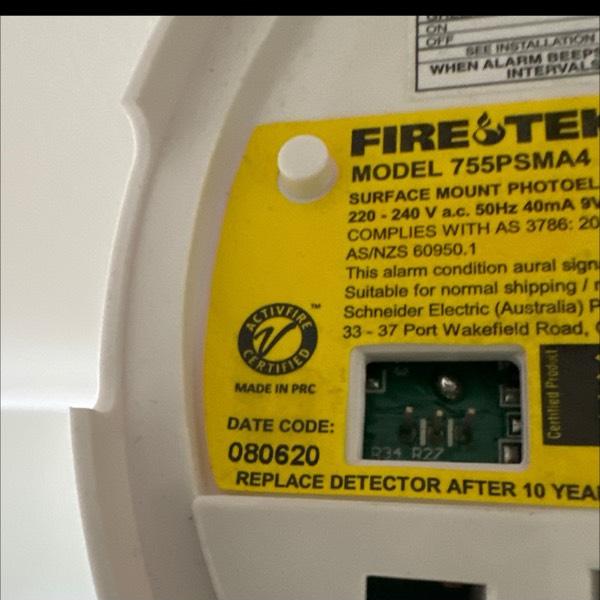 ON
OFF
SEE INSTALLATION
WHEN ALARM BEEPS
INTERVALS
FIRETEK
MODEL 755PSMA4
SURFACE MOUNT PHOTOEL
220 - 240 V a.c. 50Hz 40mA 9V
COMPLIES WITH AS 3786: 20
AS/NZS 60950.1
This alarm condition aural sign
Suitable for normal shipping /
Schneider Electric (Australia) P
33 - 37 Port Wakefield Road,
ACTIVFIRE
CERTIFIED
™
MADE IN PRC
Certified Product
DATE CODE:
080620
R34 R27
REPLACE DETECTOR AFTER 10 YEA